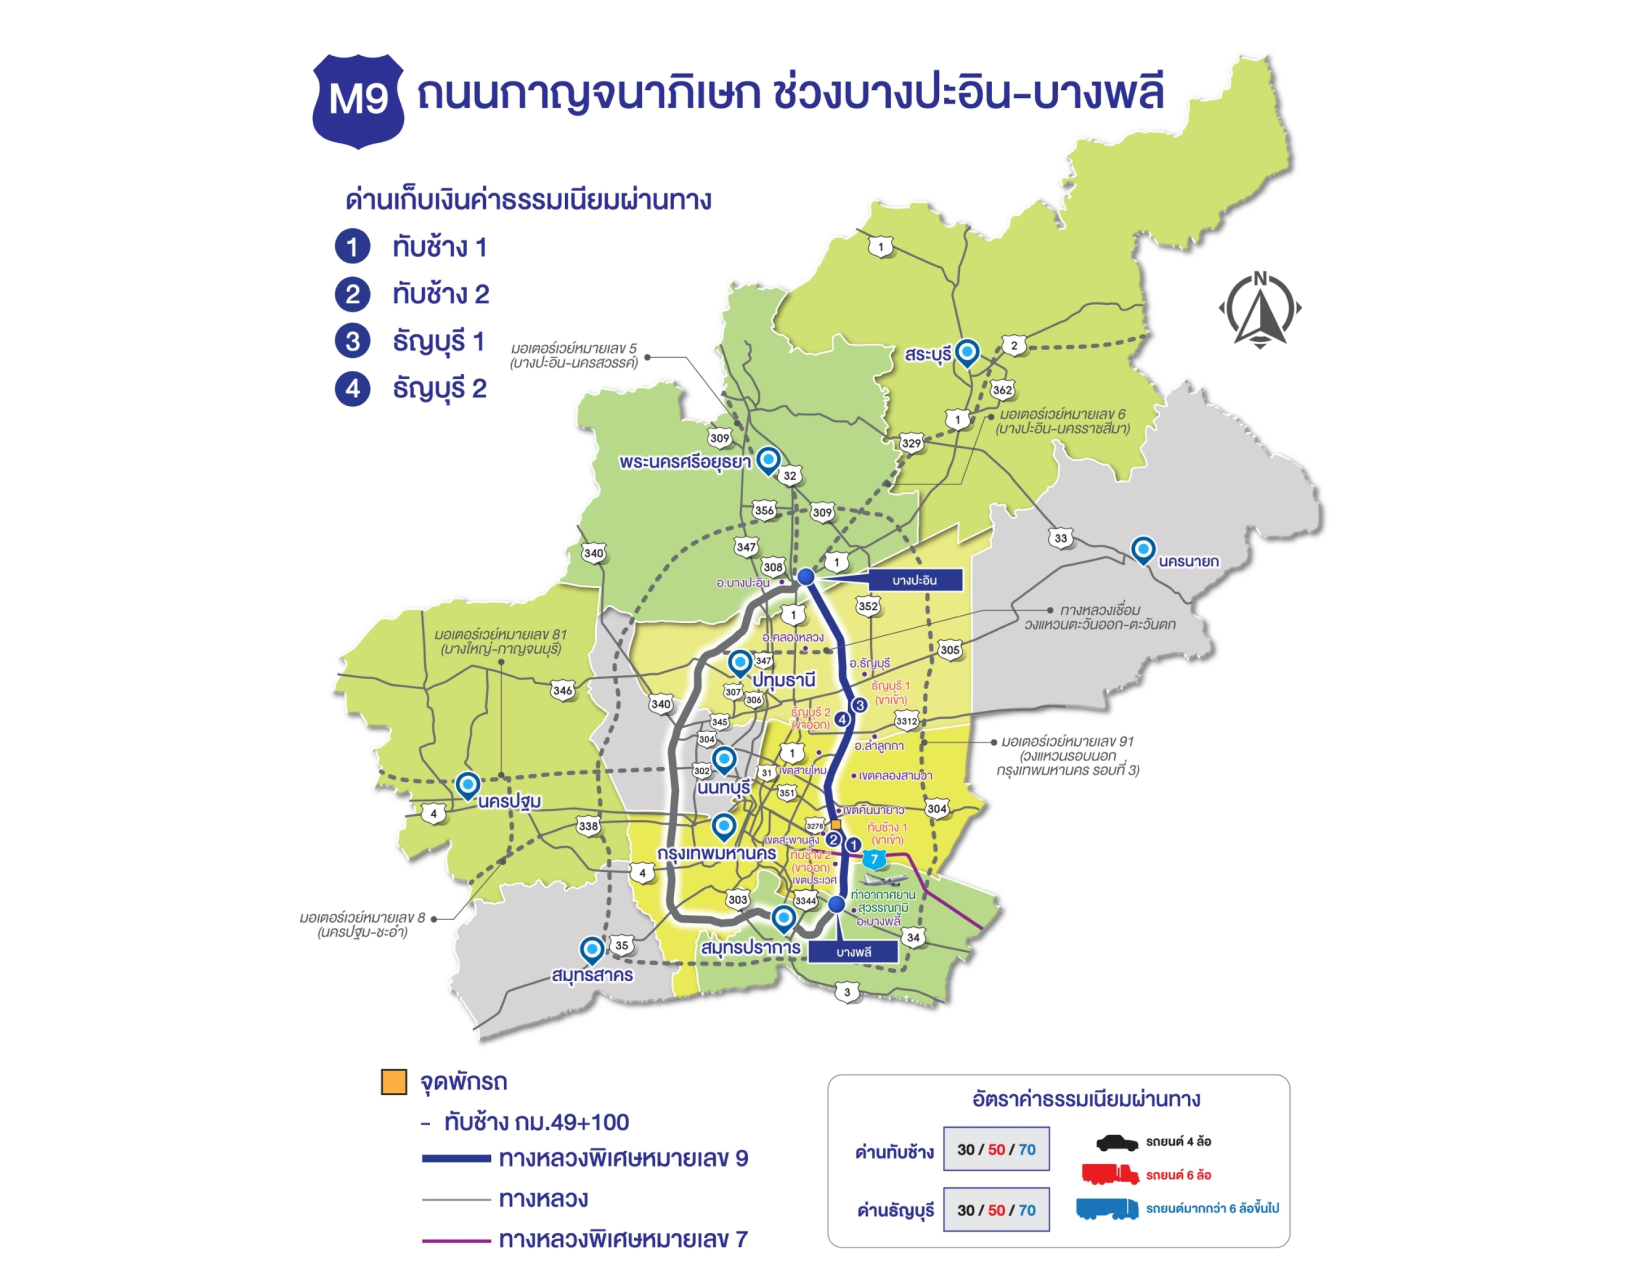 M9 ถนนกาญจนาภิเษก ช่วงบางปะอิน-บางพลี
ด่านเก็บเงินค่าธรรมเนียมผ่านทาง
1 ทับช้าง 1
2 ทับช้าง 2
3 ธัญบุรี 1
4 ธัญบุรี 2
N
1
มอเตอร์เวย์หมายเลข 5
(บางปะอิน-นครสวรรค์)
สระบุรี
2
362
1
มอเตอร์เวย์หมายเลข 6
(บางปะอิน-นครราชสีมา)
309
329
พระนครศรีอยุธยา
32
356
309
33
340
347
308
1
นครนายก
อ.บางปะอิน
บางปะอิน
352
1
ทางหลวงเชื่อม
วงแหวนตะวันออก-ตะวันตก
มอเตอร์เวย์หมายเลข 81
(บางใหญ่-กาญจนบุรี)
อ.คลองหลวง
305
347
อ.ธัญบุรี
ปทุมธานี
346
307
306
340
ธัญบุรี 1
(ขาเข้า)
3
ธัญบุรี 2
(ขาออก)
4
345
3312
304
อ.ลำลูกกา
1
มอเตอร์เวย์หมายเลข 91
(วงแหวนรอบนอก
กรุงเทพมหานคร รอบที่ 3)
302
31
เขตสายไหม
เขตคลองสามวา
นนทบุรี
351
นครปฐม
4
เขตคันนายาว
304
338
3278
กรุงเทพมหานคร
เขตสะพานสูง
2
1
ทับช้าง 1
(ขาเข้า)
ทับช้าง 2
(ขาออก)
7
4
เขตประเวศ
303
3344
ท่าอากาศยาน
สุวรรณภูมิ
อ.บางพลี
มอเตอร์เวย์หมายเลข 8
(นครปฐม-ชะอำ)
34
35
สมุทรปราการ
บางพลี
สมุทรสาคร
3
จุดพักรถ
- ทับช้าง กม.49+100
ทางหลวงพิเศษหมายเลข 9
ทางหลวง
ทางหลวงพิเศษหมายเลข 7
อัตราค่าธรรมเนียมผ่านทาง
ด่านทับช้าง 30 / 50 / 70
ด่านธัญบุรี 30 / 50 / 70
รถยนต์ 4 ล้อ
รถยนต์ 6 ล้อ
รถยนต์มากกว่า 6 ล้อขึ้นไป